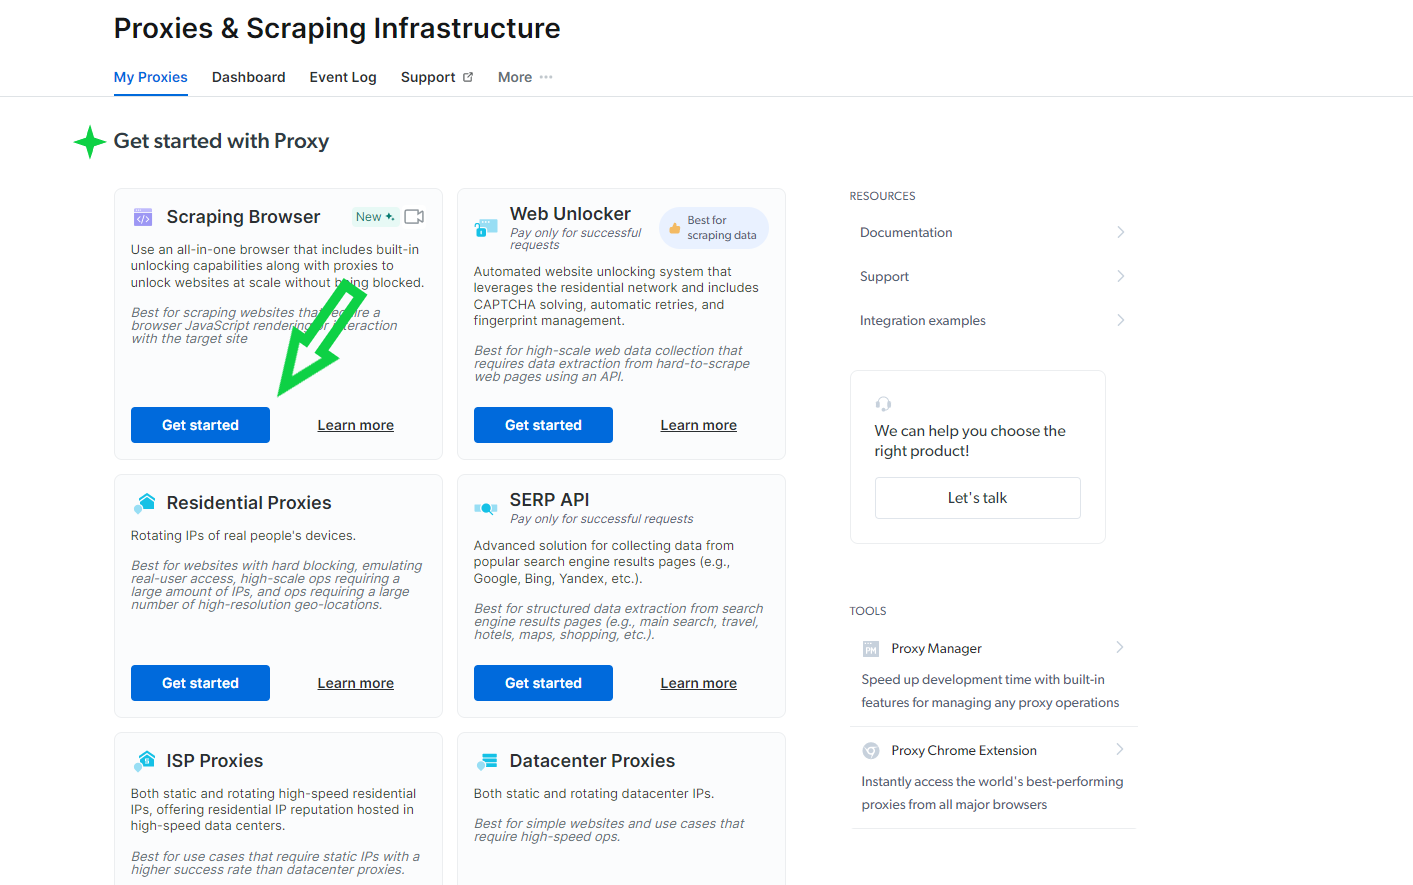 Proxies & Scraping Infrastructure
My Proxies
Dashboard
Event Log
Support
More
Get started with Proxy
Scraping Browser
New
Use an all-in-one browser that includes built-in
unlocking capabilities along with proxies to
unlock websites at scale without being blocked.
Best for scraping websites that require a
browser JavaScript rendering or interaction
with the target site
Get started
Learn more
Web Unlocker
Pay only for successful
requests
Best for
scraping data
Automated website unlocking system that
leverages the residential network and includes
CAPTCHA solving, automatic retries, and
fingerprint management.
Best for high-scale web data collection that
requires data extraction from hard-to-scrape
web pages using an API.
Get started
Learn more
Residential Proxies
Rotating IPs of real people's devices.
Best for websites with hard blocking, emulating
real-user access, high-scale ops requiring a
large amount of IPs, and ops requiring a large
number of high-resolution geo-locations.
Get started
Learn more
SERP API
Pay only for successful requests
Advanced solution for collecting data from
popular search engine results pages (e.g.,
Google, Bing, Yandex, etc.).
Best for structured data extraction from search
engine results pages (e.g., main search, travel,
hotels, maps, shopping, etc.).
Get started
Learn more
ISP Proxies
Both static and rotating high-speed residential
IPs, offering residential IP reputation hosted in
high-speed data centers.
Best for use cases that require static IPs with a
higher success rate than datacenter proxies.
Datacenter Proxies
Both static and rotating datacenter IPs.
Best for simple websites and use cases that
require high-speed ops.
RESOURCES
Documentation
Support
Integration examples
We can help you choose the
right product!
Let's talk
TOOLS
PM
Proxy Manager
Speed up development time with built-in
features for managing any proxy operations
Proxy Chrome Extension
Instantly access the world's best-performing
proxies from all major browsers